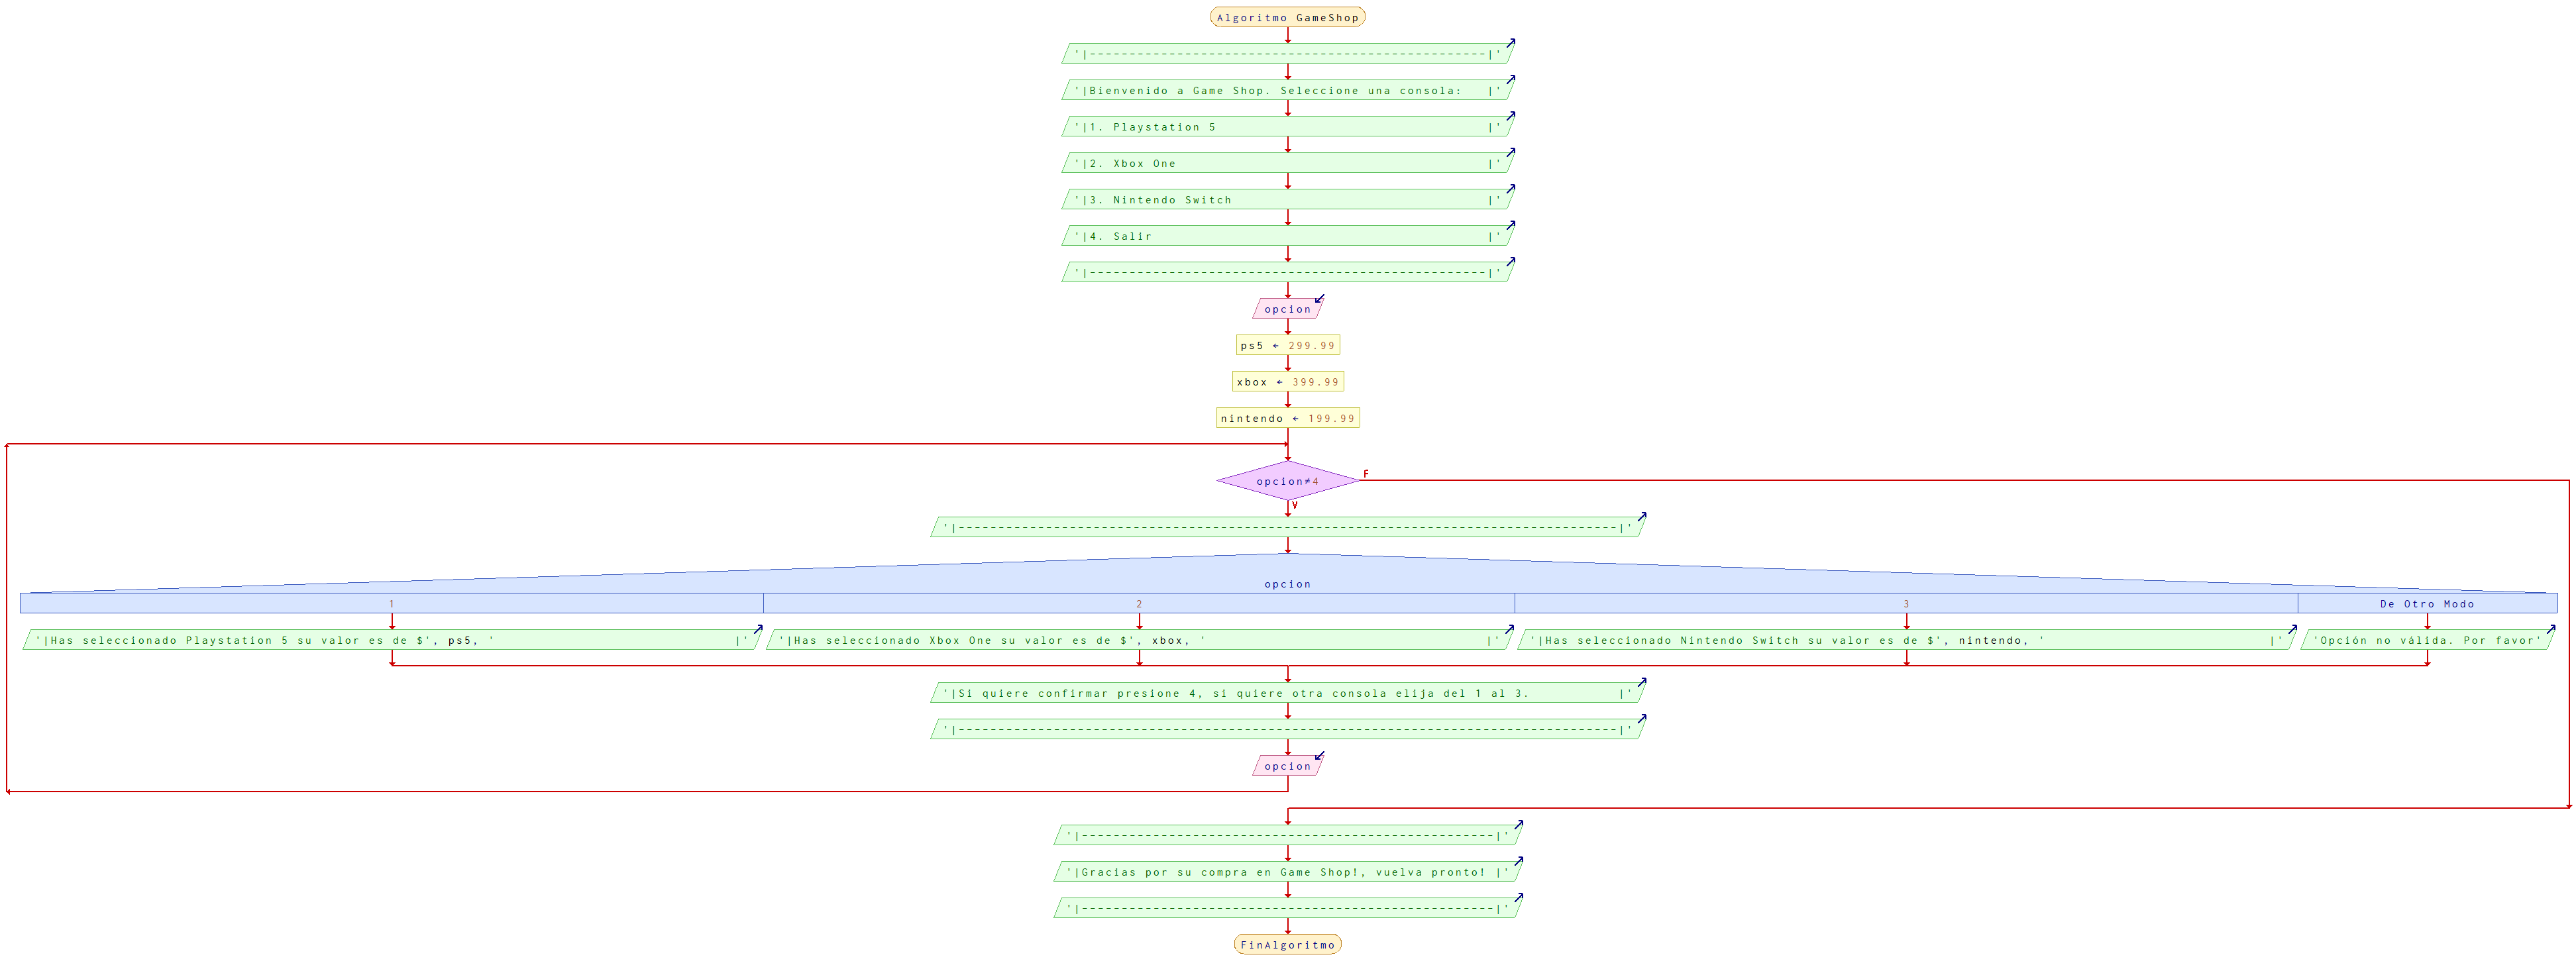 Algoritmo GameShop
'|--------------------------------------------------|'
'|Bienvenido a Game Shop. Seleccione una consola:   |'
'|1. Playstation 5                                  |'
'|2. Xbox One                                       |'
'|3. Nintendo Switch                                |'
'|4. Salir                                          |'
'|--------------------------------------------------|'
opcion
ps5 ← 299.99
xbox ← 399.99
nintendo ← 199.99
opcion≠4
F
V
'|-----------------------------------------------------------------------------------|'
opcion
1 2 3 De Otro Modo
'|Has seleccionado Playstation 5 su valor es de $', ps5, '                              |' '|Has seleccionado Xbox One su valor es de $', xbox, '                                   |' '|Has seleccionado Nintendo Switch su valor es de $', nintendo, '                            |' 'Opción no válida. Por favor'
'|Si quiere confirmar presione 4, si quiere otra consola elija del 1 al 3.           |'
'|-----------------------------------------------------------------------------------|'
opcion
'|----------------------------------------------------|'
'|Gracias por su compra en Game Shop!, vuelva pronto! |'
'|----------------------------------------------------|'
FinAlgoritmo